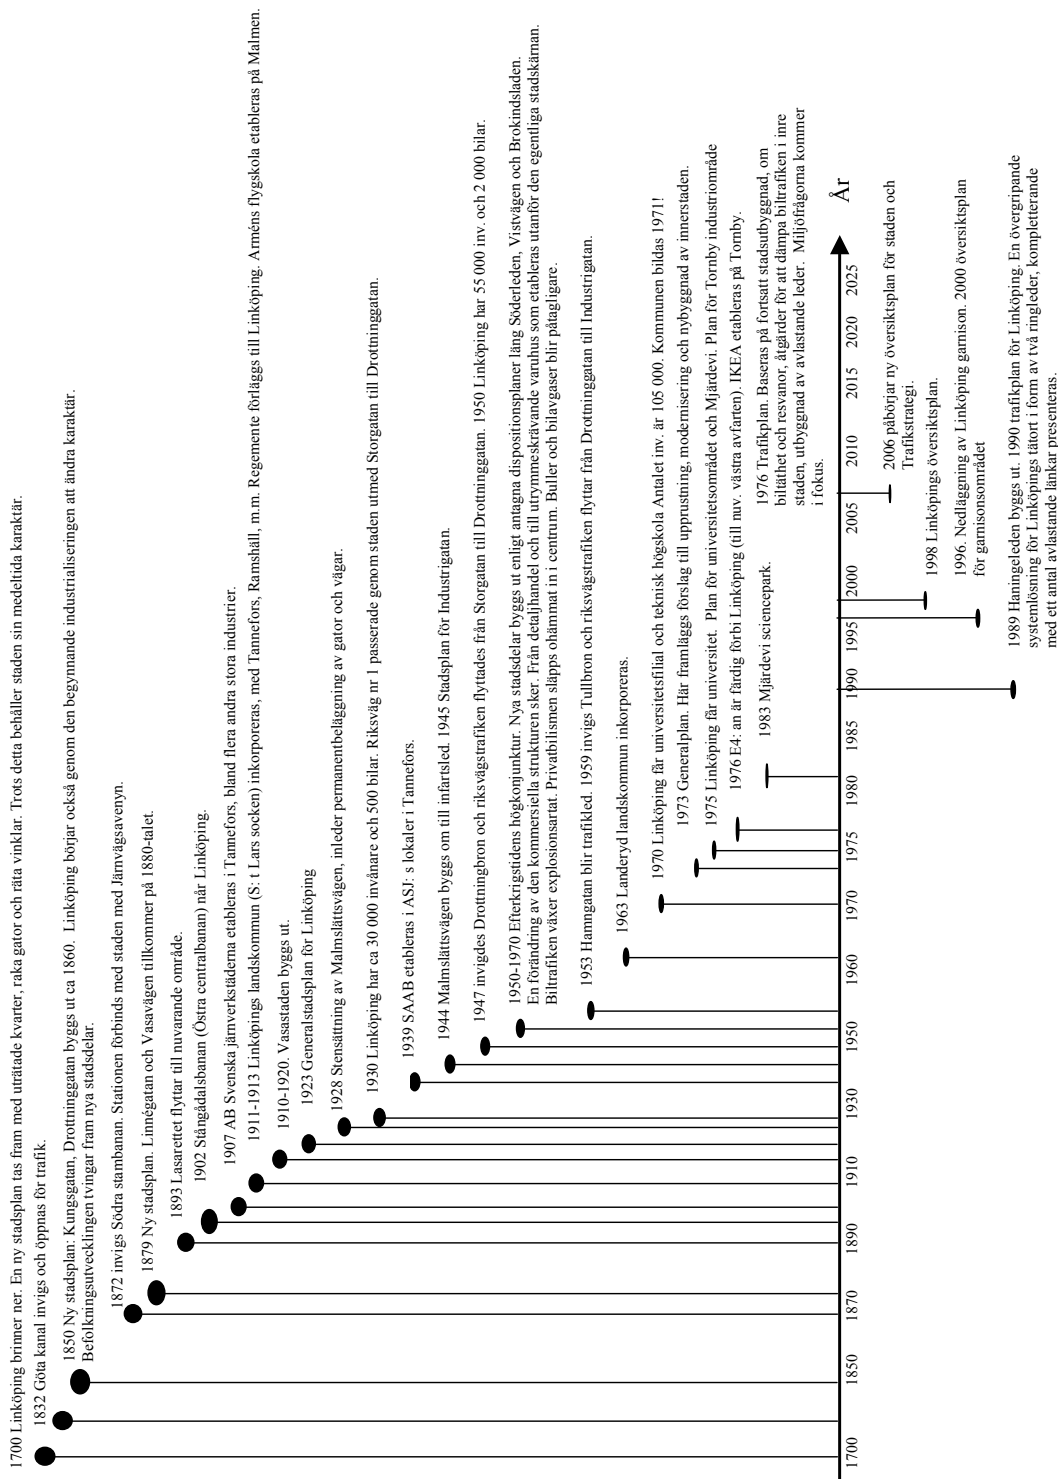 1700 Linköping brinner ner. En ny stadsplan tas fram med uträtade kvarter, raka gator och räta vinklar. Trots detta behåller staden sin medeltida karaktär.
1832 Göta kanal invigs och öppnas för trafik.
1850 Ny stadsplan: Kungsgatan, Drottninggatan byggs ut ca 1860. Linköping börjar också genom den begynnande industrialiseringen att ändra karaktär.
Befolkningsutvecklingen tvingar fram nya stadsdelar.
1872 invigs Södra stambanan. Stationen förbinds med staden med Järnvägsavenyn.
1879 Ny stadsplan. Linnégatan och Vasavägen tillkommer på 1880-talet.
1893 Lasarettet flyttar till nuvarande område.
1902 Stångådalsbanan (Östra centralbanan) når Linköping.
1907 AB Svenska järnverkstäderna etableras i Tannefors, bland flera andra stora industrier.
1911-1913 Linköpings landskommun (S: t Lars socken) inkorporeras, med Tannefors, Ramshäll, m.m. Regemente förläggs till Linköping. Arméns flygskola etableras på Malmen.
1910-1920. Vasastaden byggs ut.
1923 Generalstadsplan för Linköping
1928 Stensättning av Malmslättsvägen, inleder permanentbeläggning av gator och vägar.
1930 Linköping har ca 30 000 invånare och 500 bilar. Riksväg nr 1 passerade genom staden utmed Storgatan till Drottninggatan.
1939 SAAB etableras i ASJ: s lokaler i Tannefors.
1944 Malmslättsvägen byggs om till infartsled. 1945 Stadsplan för Industrigatan.
1947 invigdes Drottningbron och riksvägstrafiken flyttades från Storgatan till Drottninggatan. 1950 Linköping har 55 000 inv. och 2 000 bilar.
1950-1970 Efterkrigstidens högkonjunktur. Nya stadsdelar byggs ut enligt antagna dispositionsplaner läng Söderleden, Vistvägen och Brokindsladen.
En förändring av den kommersiella strukturen sker. Från detaljhandel och till utrymmeskrävande varuhus som etableras utanför den egentliga stadskärnan.
Biltrafiken växer explosionsartat. Privatbilismen släpps ohämmat in i centrum. Buller och bilavgaser blir påtagligare.
1953 Hamngatan blir trafikled. 1959 invigs Tullbron och riksvägstrafiken flyttar från Drottninggatan till Industrigatan.
1963 Landeryd landskommun inkorporeras.
1970 Linköping får universitetsfilial och teknisk högskola Antalet inv. är 105 000. Kommunen bildas 1971!
1973 Generalplan. Här framläggs förslag till upprustning, modernisering och nybyggnad av innerstaden.
1975 Linköping får universitet. Plan för universitetsområdet och Mjärdevi. Plan för Tornby industriområde
1976 E4: an är färdig förbi Linköping (till nuv. västra avfarten). IKEA etableras på Tornby.
1976 Trafikplan. Baseras på fortsatt stadsutbyggnad, om
biltäthet och resvanor, åtgärder för att dämpa biltrafiken i inre
staden, utbyggnad av avlastande leder. Miljöfrågorna kommer
i fokus.
1983 Mjärdevi sciencepark.
1700
1850
1870
1890
1910
1930
1950
1960
1970
1975
1980
1985
1990
1995
2000
2005
2010
2015
2020
2025
År
2006 påbörjar ny översiktsplan för staden och
Trafikstrategi.
1998 Linköpings översiktsplan.
1996. Nedläggning av Linköping garnison. 2000 översiktsplan
för garnisonsområdet
1989 Haningeleden byggs ut. 1990 trafikplan för Linköping. En övergripande
systemlösning för Linköpings tätort i form av två ringleder, kompletterande
med ett antal avlastande länkar presenteras.